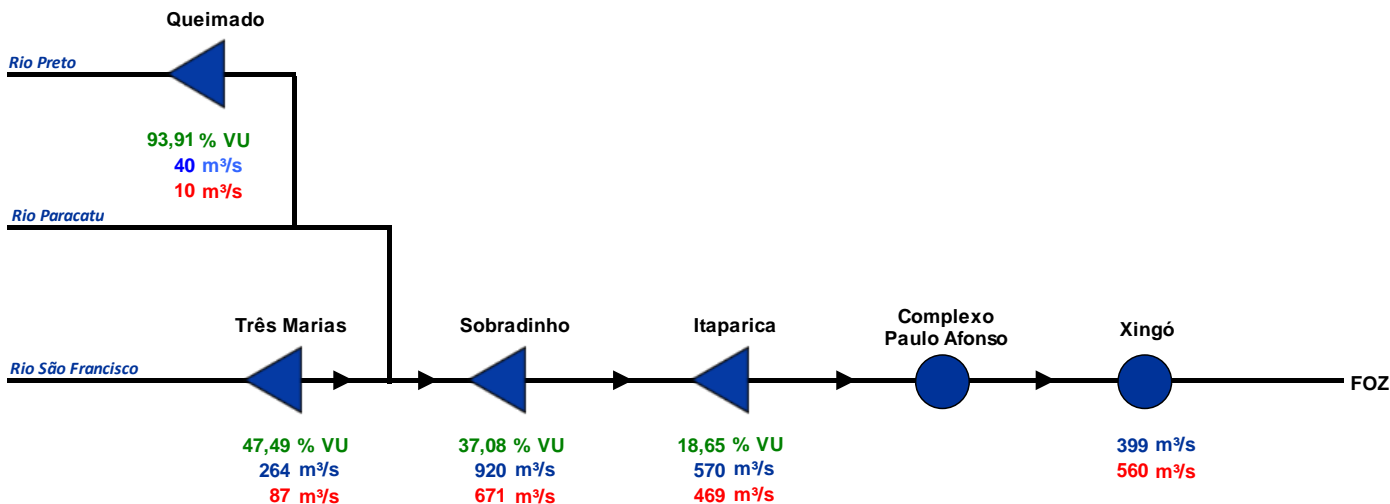 Queimado
Rio Preto
93,91 % VU
40 m³/s
10 m³/s
Rio Paracatu
Três Marias
Sobradinho
Itaparica
Complexo
Paulo Afonso
Xingó
Rio São Francisco
FOZ
47,49 % VU
264 m³/s
87 m³/s
37,08 % VU
920 m³/s
671 m³/s
18,65 % VU
570 m³/s
469 m³/s
399 m³/s
560 m³/s